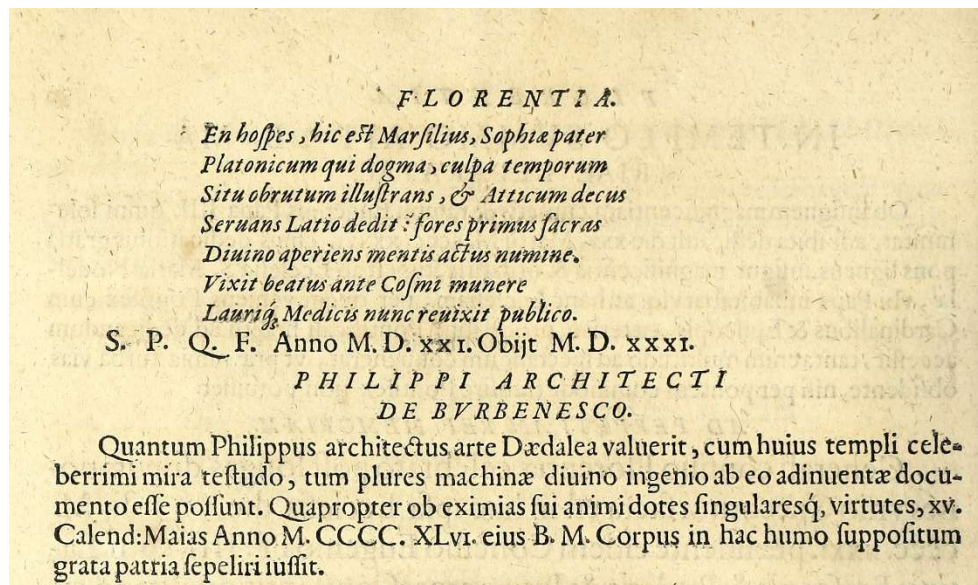 FLORENTIA.
En hoſpes, hic eſt Marſilius, Sophiæ pater
Platonicum qui dogma, culpa temporum
Situ obrutum illuſtrans, & Atticum decus
Seruans Latio dedit: fores primus ſacras
Diuino aperiens mentis actus numine.
Vixit beatus ante Coſmi munere
Lauriq́; Medicis nunc reuixit publico.
S. P. Q. F. Anno M. D. XXI. Obijt M. D. XXXI.
PHILIPPI ARCHITECTI
DE BVRBENESCO.
Quantum Philippus architectus arte Dædalea valuerit, cum huius templi cele-
berrimi mira teſtudo, tum plures machinæ diuino ingenio ab eo adinuentæ docu-
mento eſſe poſſunt. Quapropter ob eximias ſui animi dotes ſingulareſq́, virtutes, xv.
Calend: Maias Anno M. CCCC. XLVI. eius B. M. Corpus in hac humo ſuppoſitum
grata patria ſepeliri iuſſit.